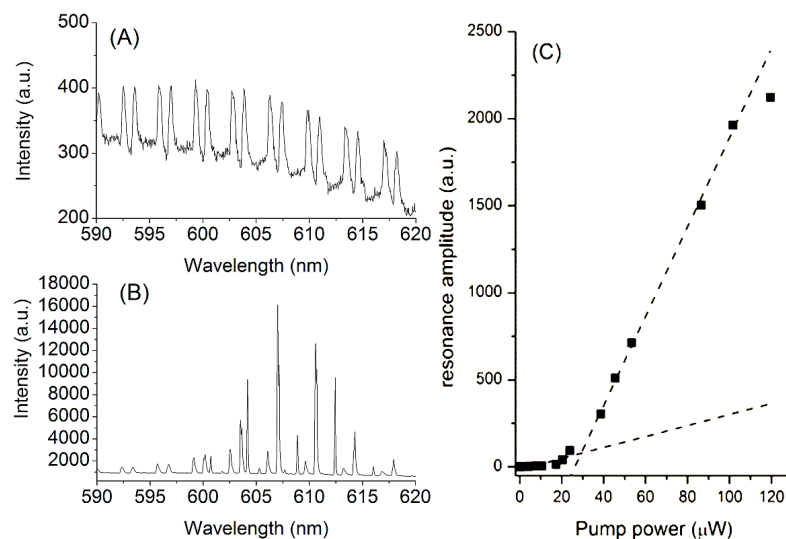 (A)
500
400
300
200
Intensity (a.u.)
590 595 600 605 610 615 620
Wavelength (nm)
(B)
18000
16000
14000
12000
10000
8000
6000
4000
2000
Intensity (a.u.)
590 595 600 605 610 615 620
Wavelength (nm)
(C)
2500
2000
1500
1000
500
0
resonance amplitude (a.u.)
0 20 40 60 80 100 120
Pump power (μW)